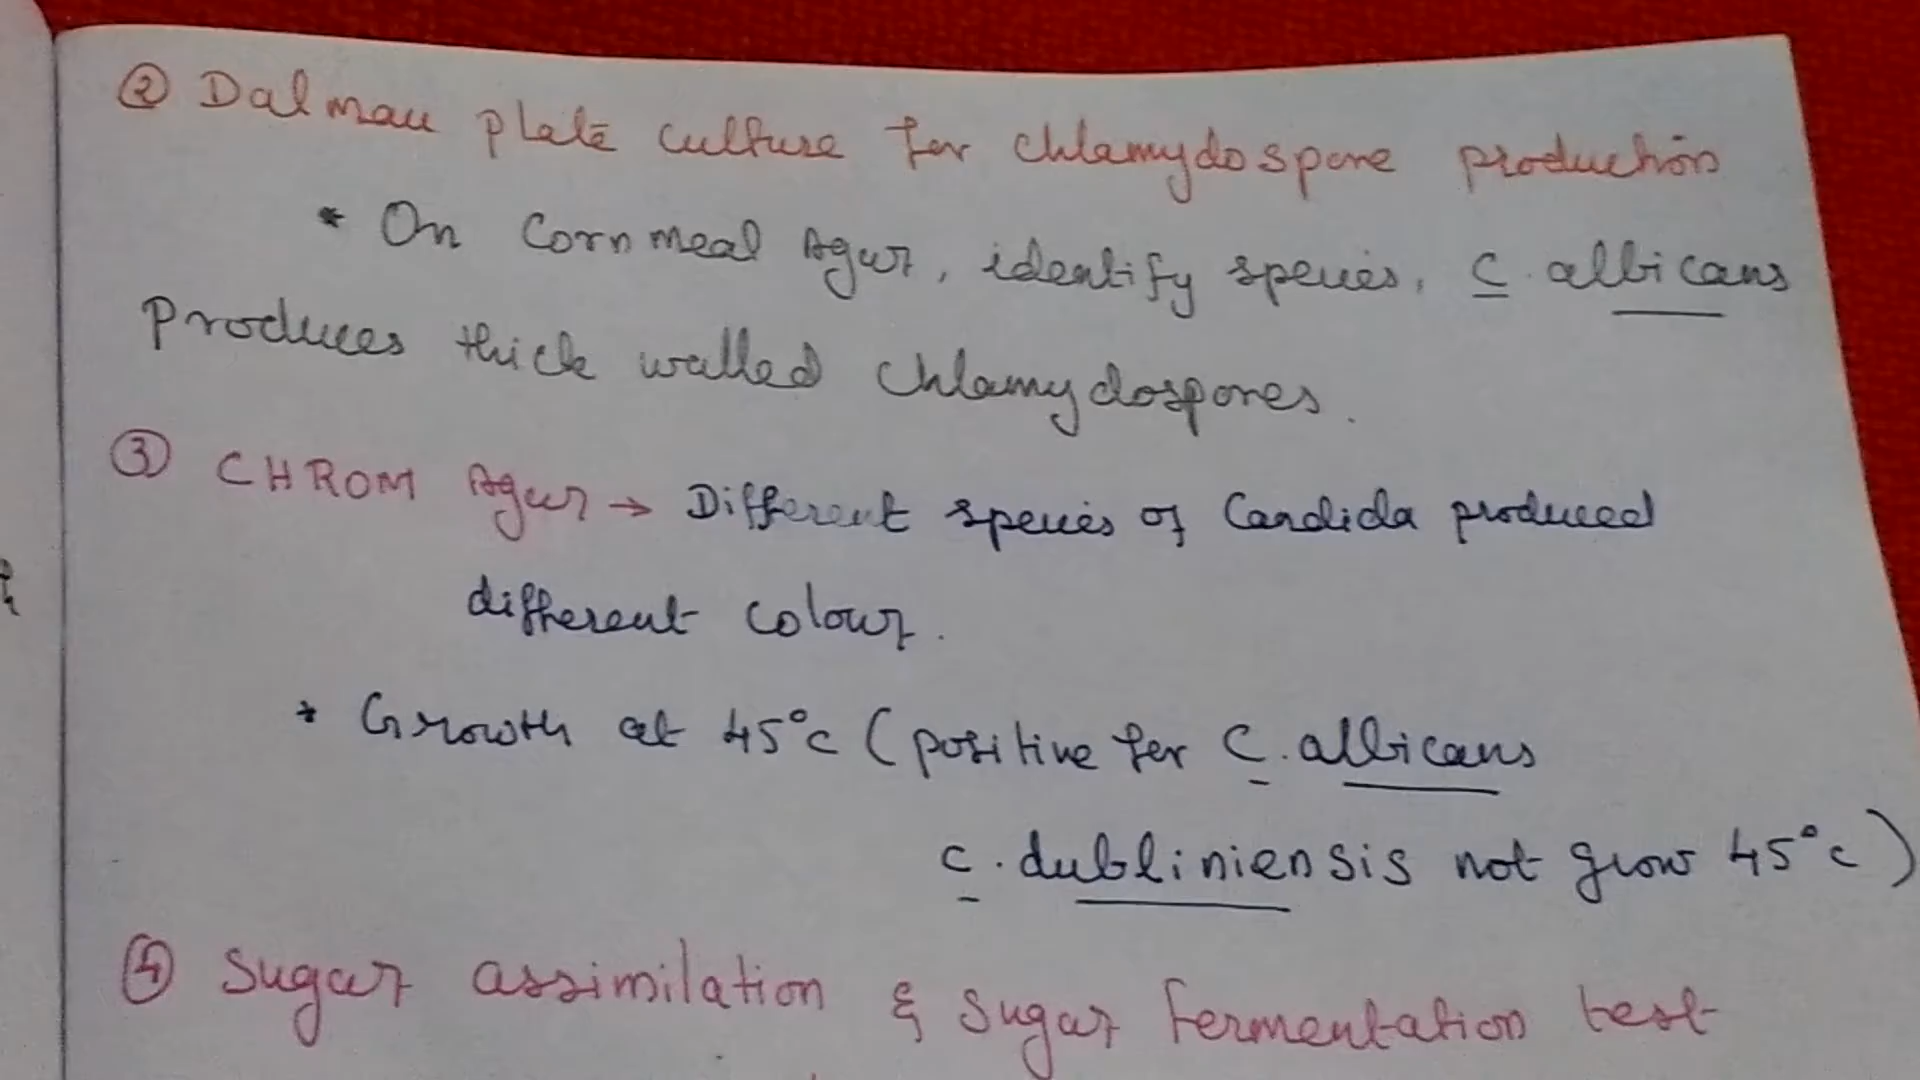 ② Dalmau plate culture for chlamydospore production
* On Corn meal Agar, identify species, C. albicans
produces thick walled chlamydospores.
③ CHROM Agar → Different species of Candida produced
different colour.
* Growth at 45°c (positive for C. albicans
C. dubliniensis not grow 45°c)
④ Sugar assimilation & Sugar fermentation test